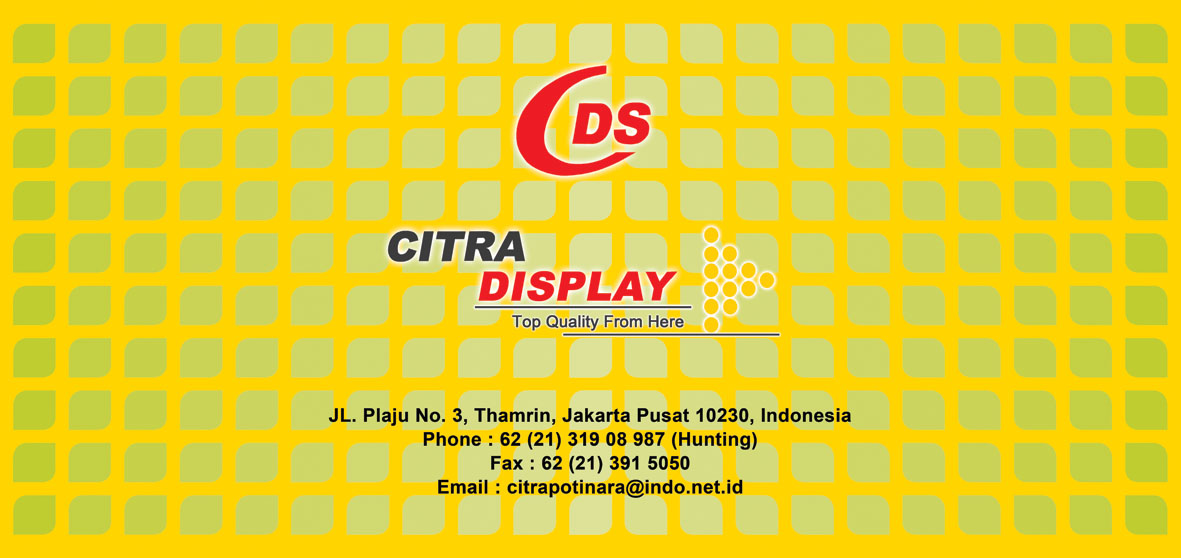 CDS
CITRA
DISPLAY
Top Quality From Here
JL. Plaju No. 3, Thamrin, Jakarta Pusat 10230, Indonesia
Phone : 62 (21) 319 08 987 (Hunting)
Fax : 62 (21) 391 5050
Email : citrapotinara@indo.net.id